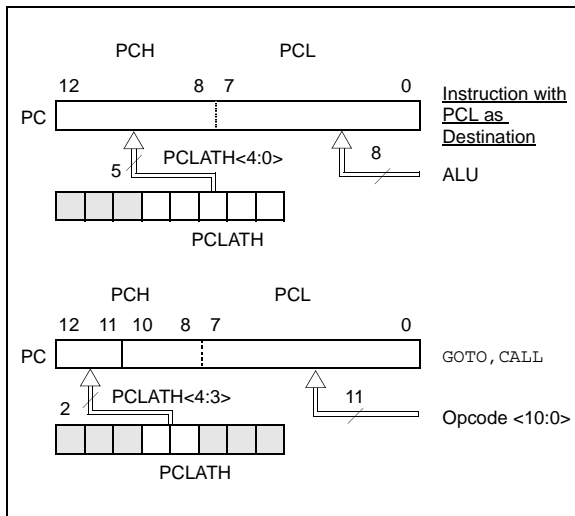 PCH PCL
12 8 7 0
Instruction with
PCL as
Destination
PC
5 PCLATH<4:0> 8
ALU
PCLATH
PCH PCL
12 11 10 8 7 0
PC GOTO,CALL
2 PCLATH<4:3> 11
Opcode <10:0>
PCLATH